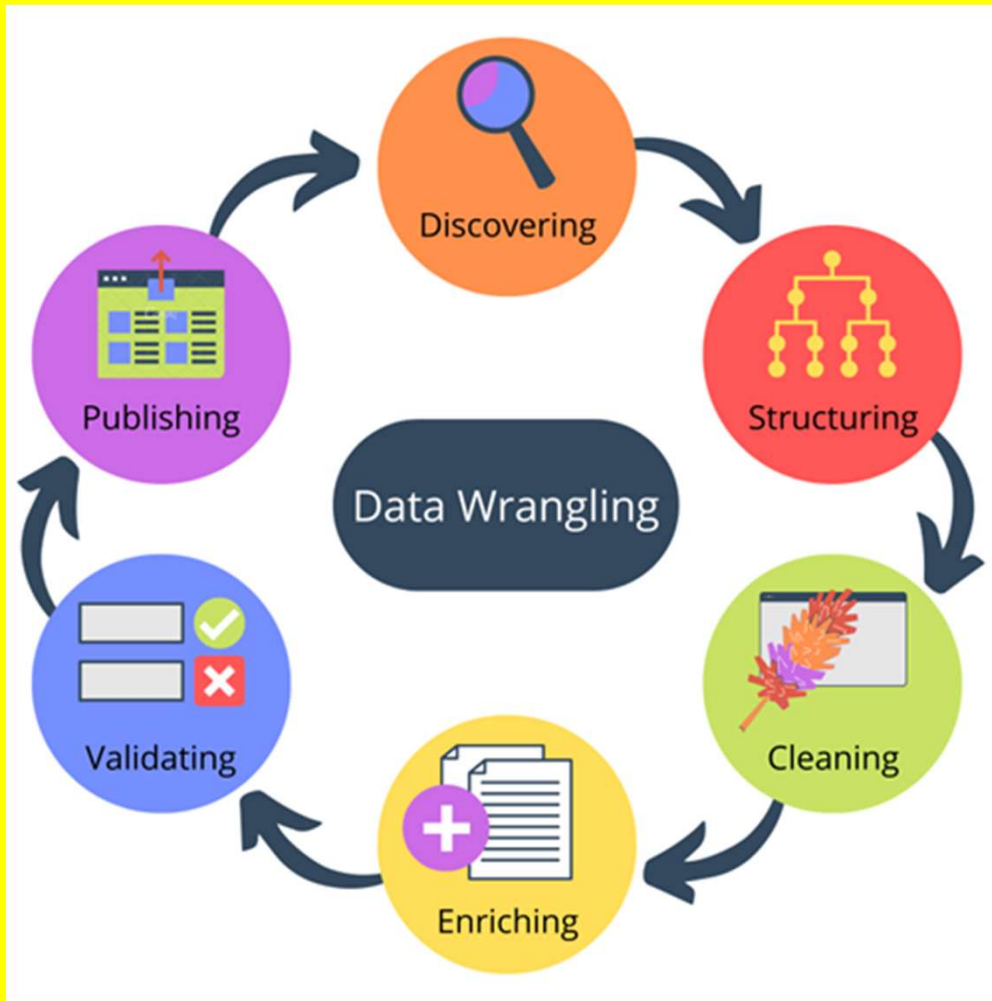 Discovering
Structuring
Cleaning
Enriching
Validating
Publishing
Data Wrangling